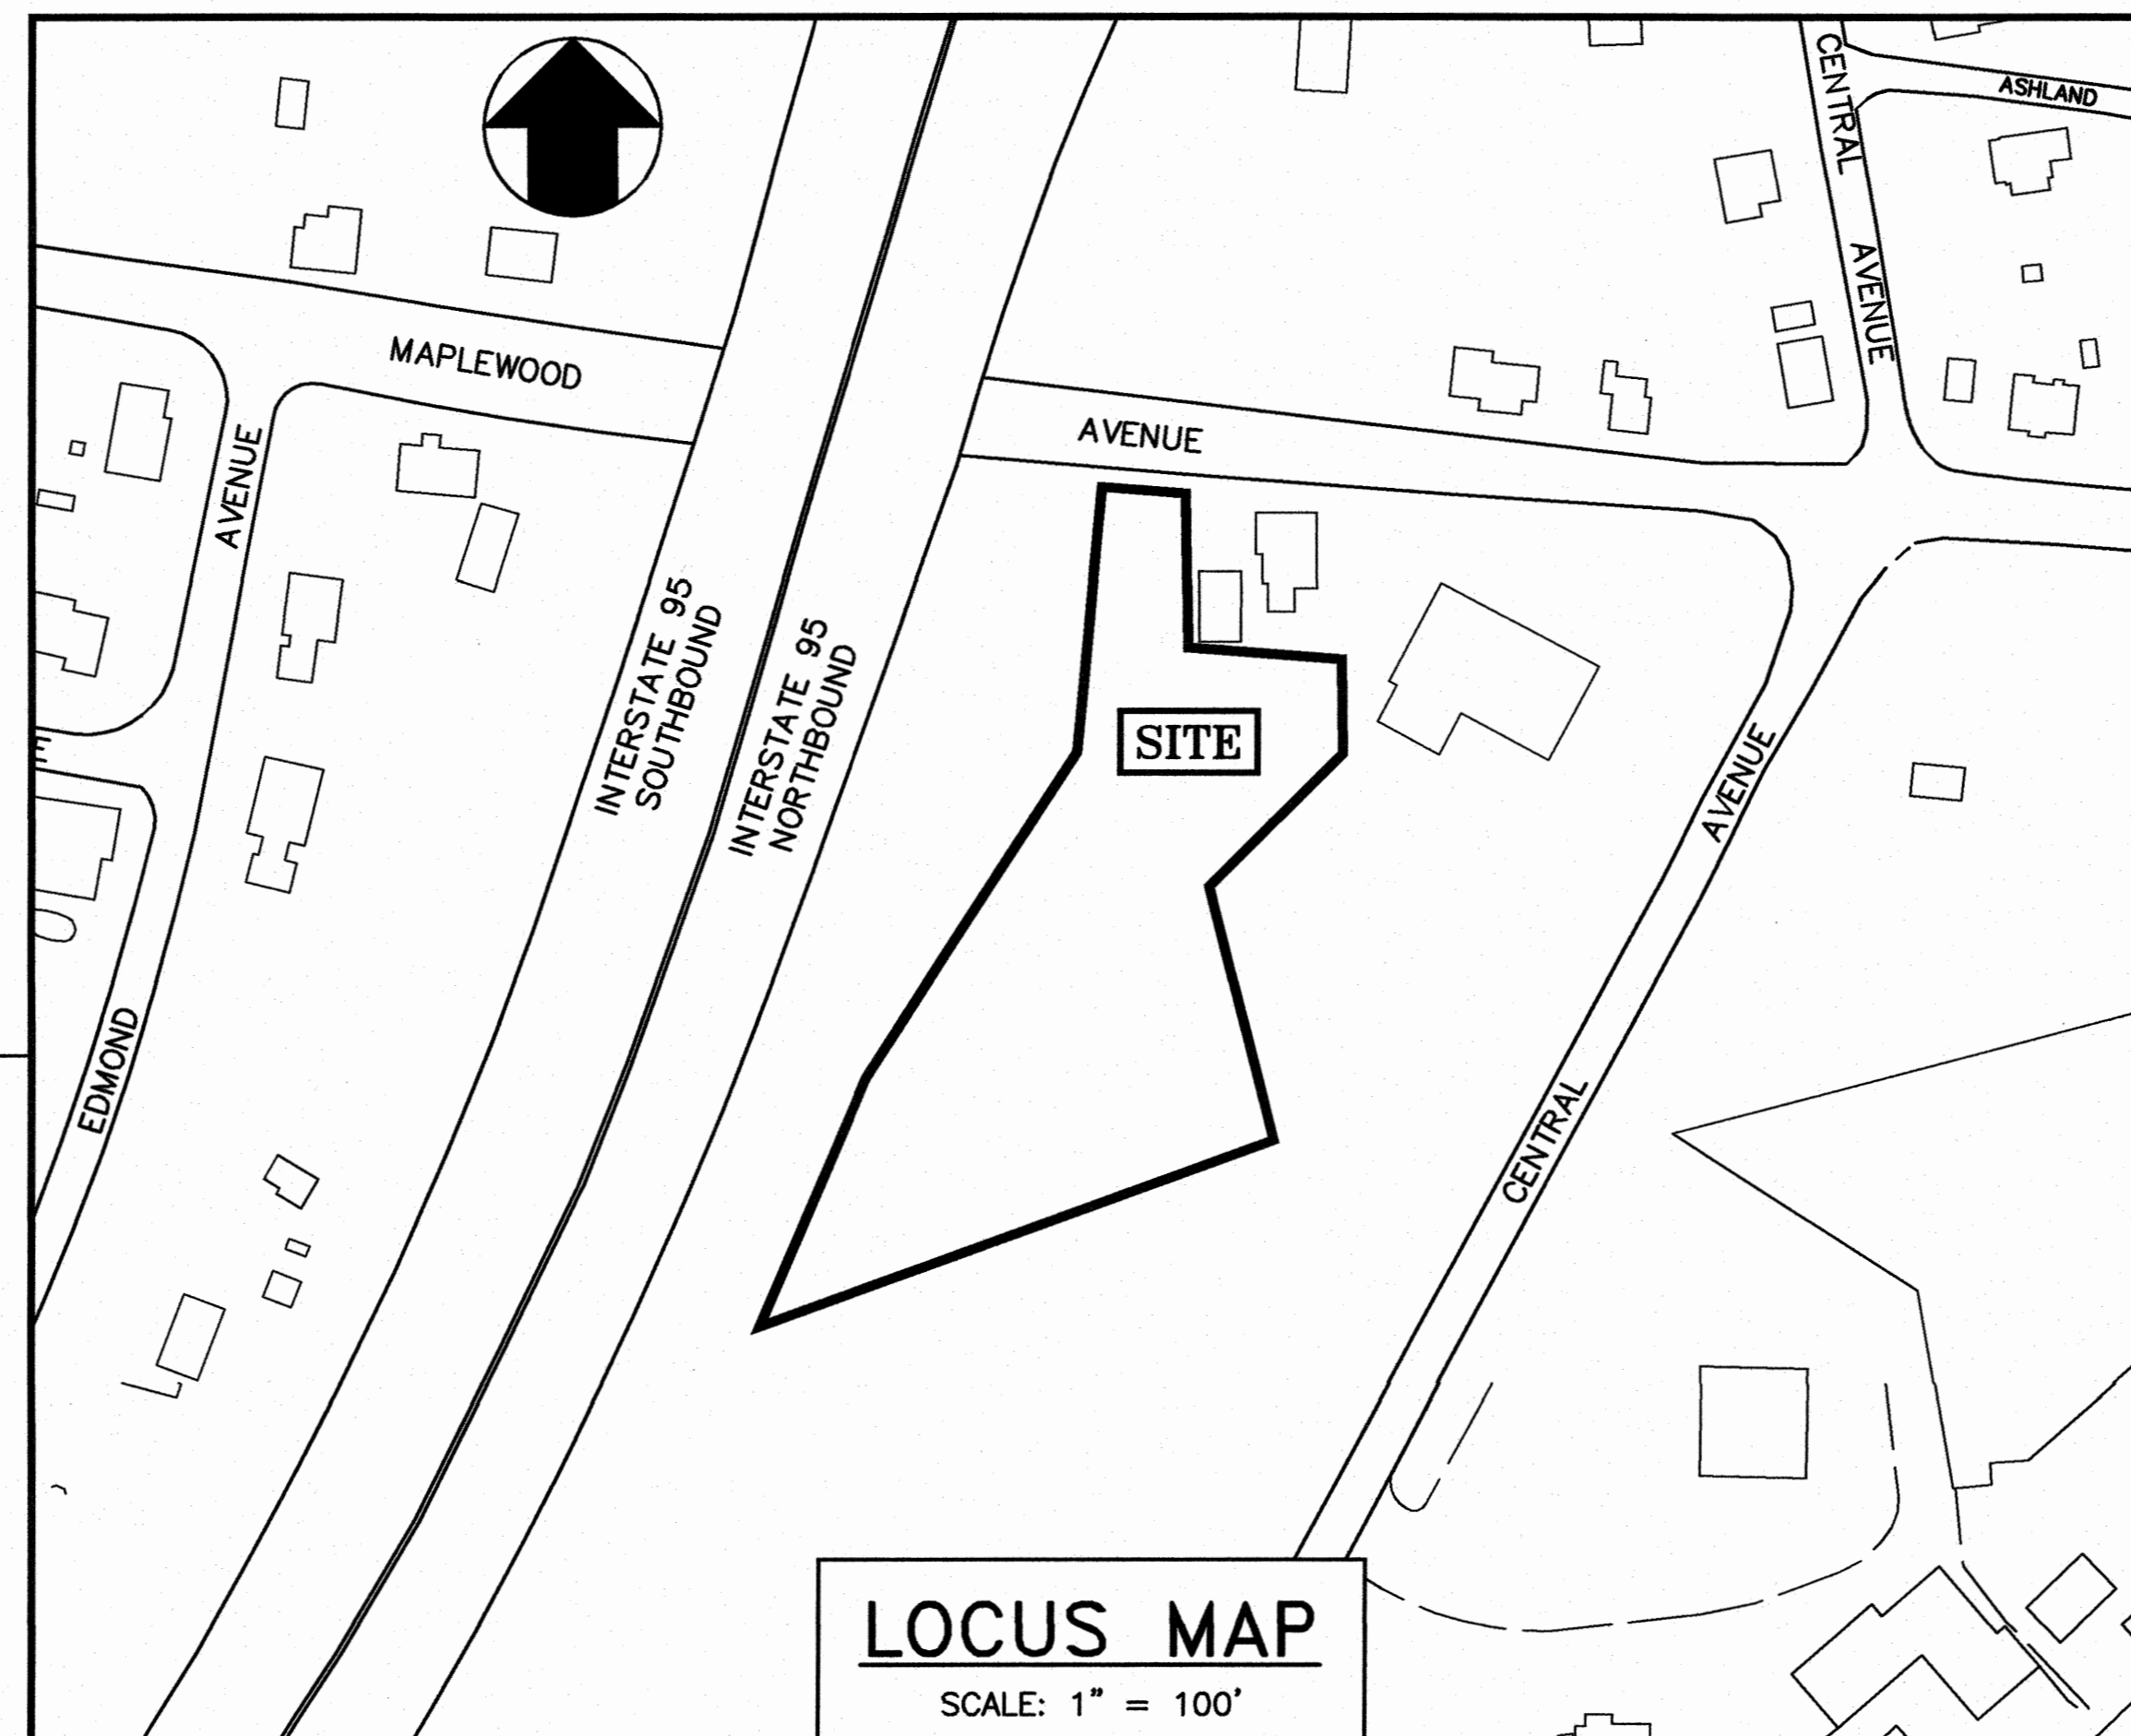 CENTRAL AVENUE
ASHLAND
MAPLEWOOD
AVENUE
AVENUE
EDMOND
E
INTERSTATE 95
SOUTHBOUND
INTERSTATE 95
NORTHBOUND
SITE
AVENUE
CENTRAL
LOCUS MAP
SCALE: 1" = 100'